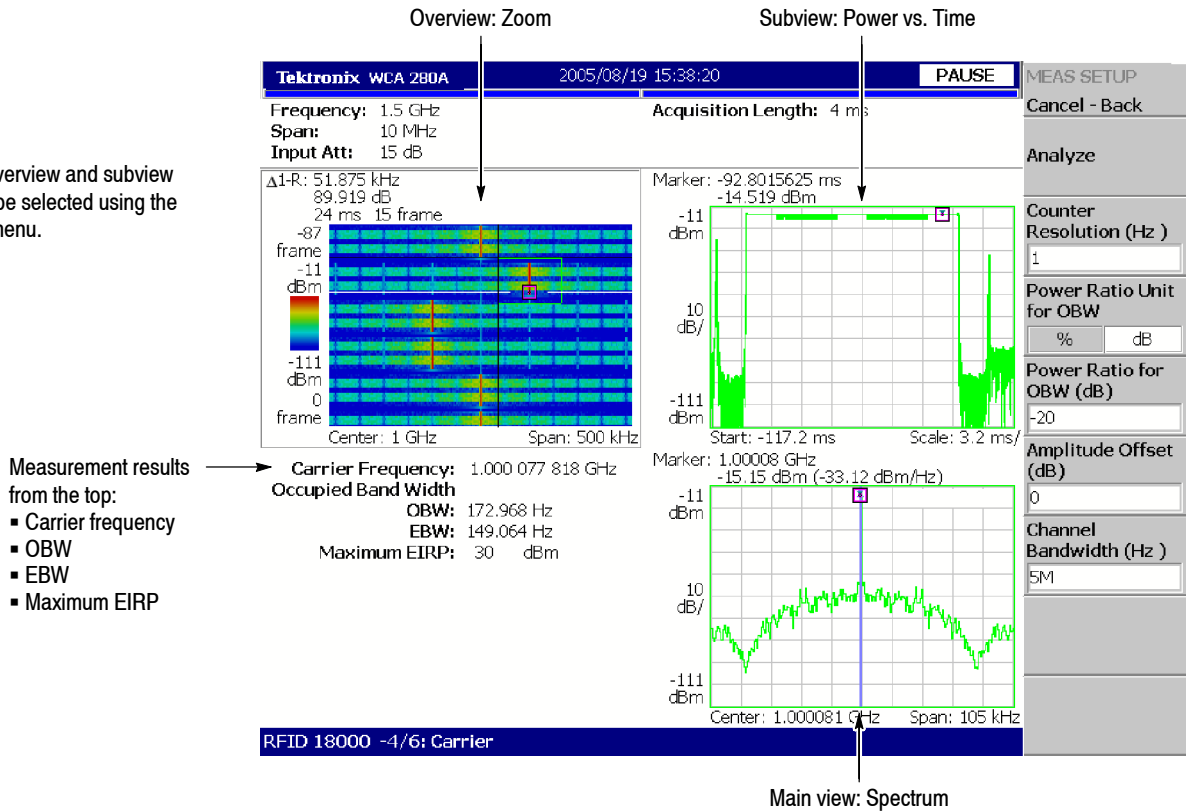 Overview: Zoom
Subview: Power vs. Time
Tektronix WCA 280A
2005/08/19 15:38:20
PAUSE
Frequency: 1.5 GHz
Span: 10 MHz
Input Att: 15 dB
Acquisition Length: 4 ms
verview and subview
be selected using the
enu.
Δ1-R: 51.875 kHz
89.919 dB
24 ms 15 frame
-87
frame
-11
dBm
-111
dBm
0
frame
Center: 1 GHz
Span: 500 kHz
Marker: -92.8015625 ms
-14.519 dBm
-11
dBm
10
dB/
-111
dBm
Start: -117.2 ms
Scale: 3.2 ms/
Measurement results
from the top:
▪ Carrier frequency
▪ OBW
▪ EBW
▪ Maximum EIRP
Carrier Frequency: 1.000 077 818 GHz
Occupied Band Width
OBW: 172.968 Hz
EBW: 149.064 Hz
Maximum EIRP: 30 dBm
Marker: 1.00008 GHz
-15.15 dBm (-33.12 dBm/Hz)
-11
dBm
10
dB/
-111
dBm
Center: 1.000081 GHz
Span: 105 kHz
RFID 18000 -4/6: Carrier
MEAS SETUP
Cancel - Back
Analyze
Counter
Resolution (Hz )
1
Power Ratio Unit
for OBW
%
dB
Power Ratio for
OBW (dB)
-20
Amplitude Offset
(dB)
0
Channel
Bandwidth (Hz )
5M
Main view: Spectrum